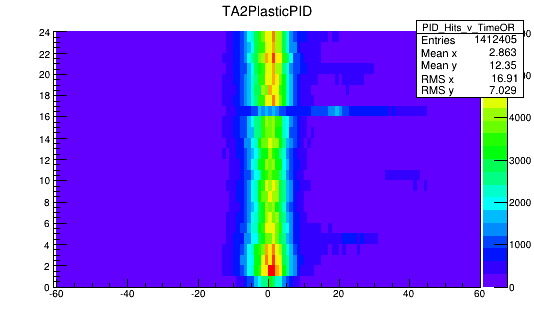 TA2PlasticPID
PID_Hits_v_TimeOR
Entries 1412405
Mean x 2.863
Mean y 12.35
RMS x 16.91
RMS y 7.029
24
22
20
18
16
14
12
10
8
6
4
2
0
-60 -40 -20 0 20 40 60
4000
3000
2000
1000
0